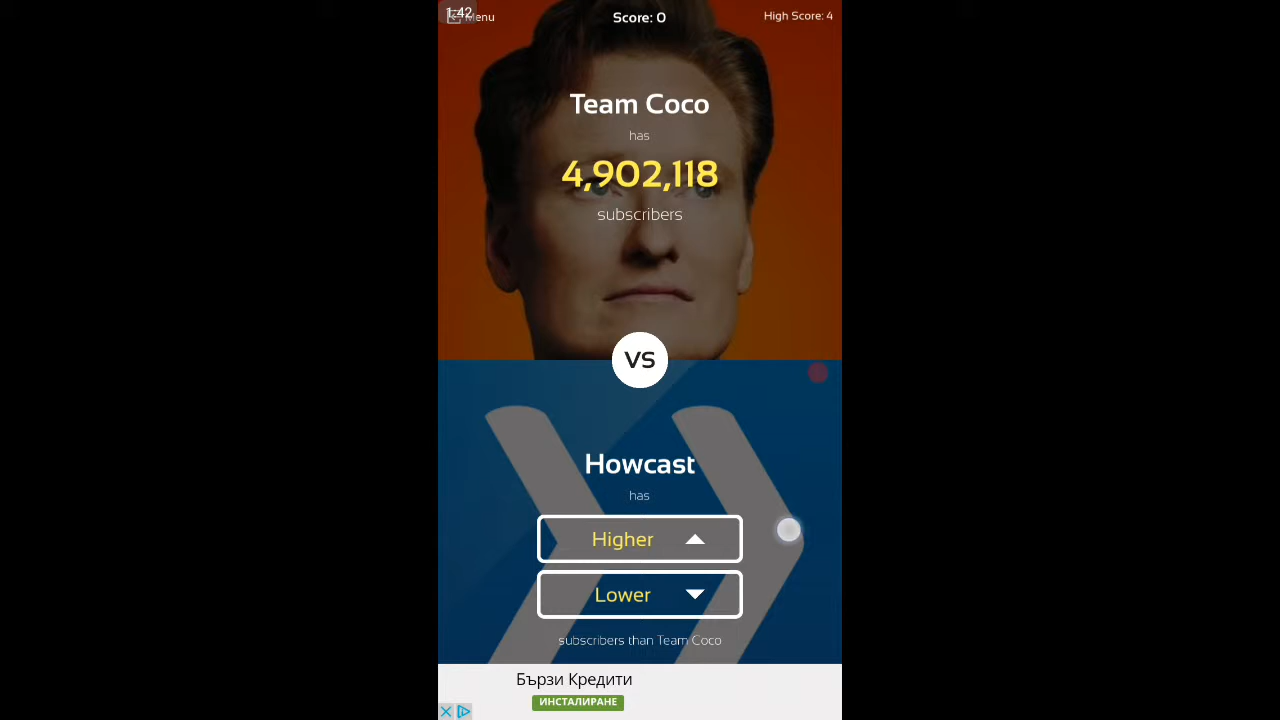 1:42
Menu
Score: 0
High Score: 4
Team Coco
has
4,902,118
subscribers
VS
Howcast
has
Higher
Lower
subscribers than Team Coco
Бързи Кредити
ИНСТАЛИРАНЕ